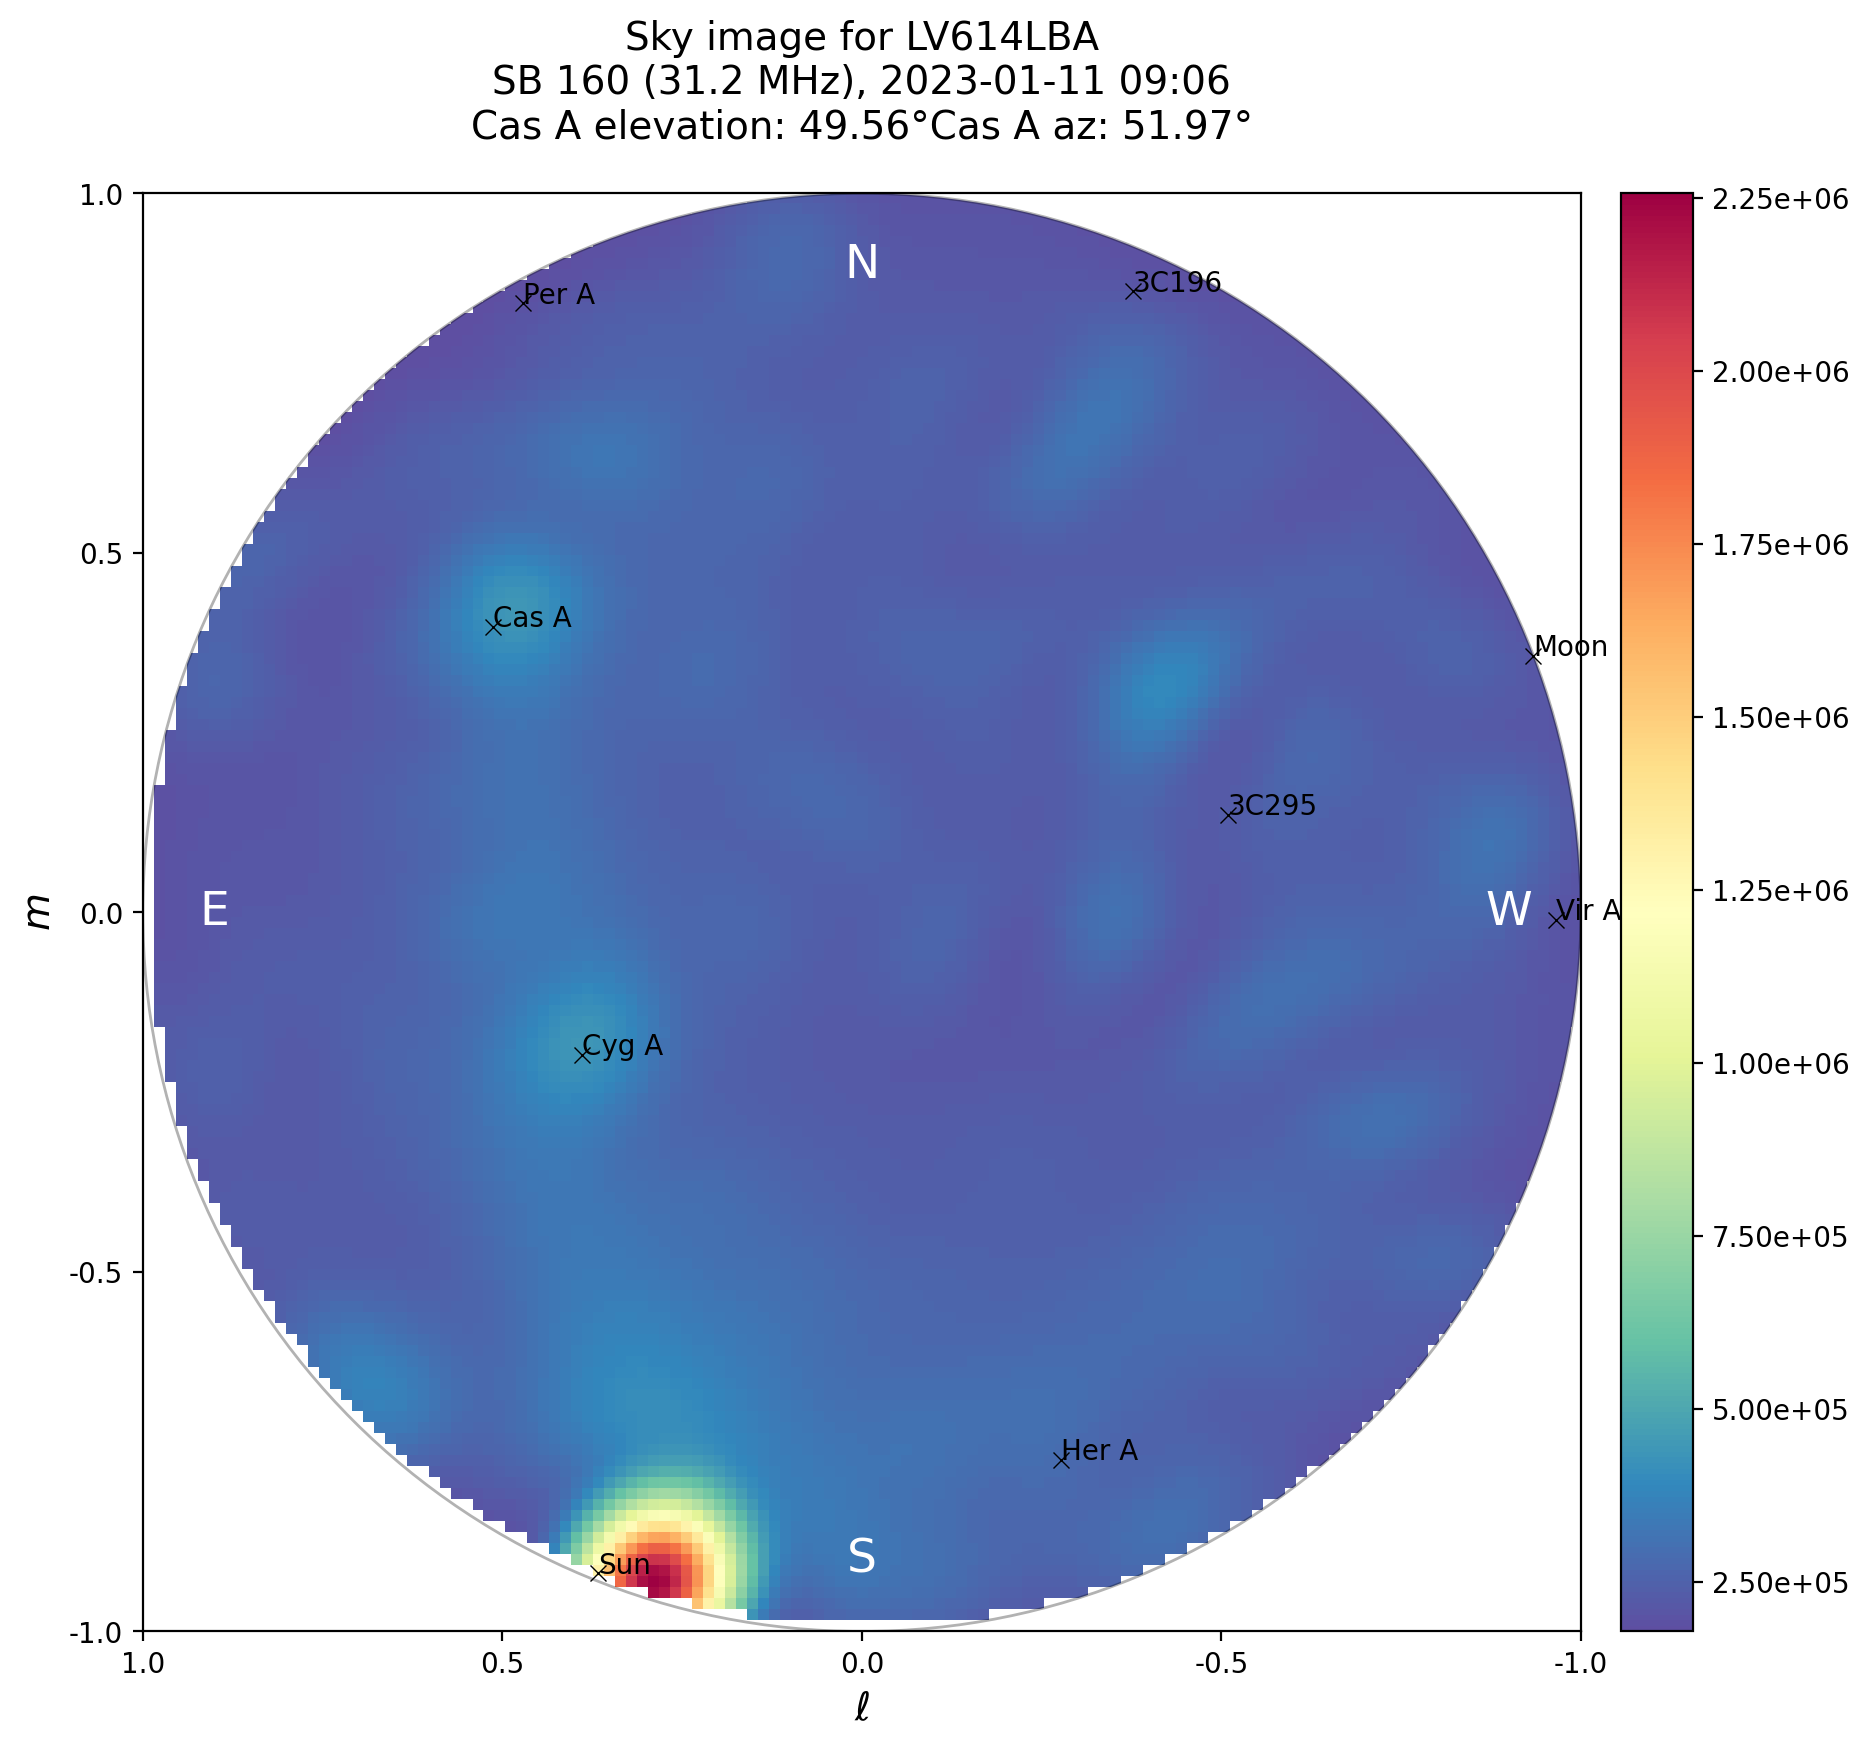 Sky image for LV614LBA
SB 160 (31.2 MHz), 2023-01-11 09:06
Cas A elevation: 49.56°Cas A az: 51.97°
1.0
2.25e+06
N
3C196
Per A
2.00e+06
1.75e+06
0.5
Cas A
Moon
1.50e+06
3C295
1.25e+06
m
0.0
E
W
Vir A
Cyg A
1.00e+06
7.50e+05
-0.5
5.00e+05
Her A
S
Sun
2.50e+05
-1.0
1.0
0.5
0.0
-0.5
-1.0
ℓ